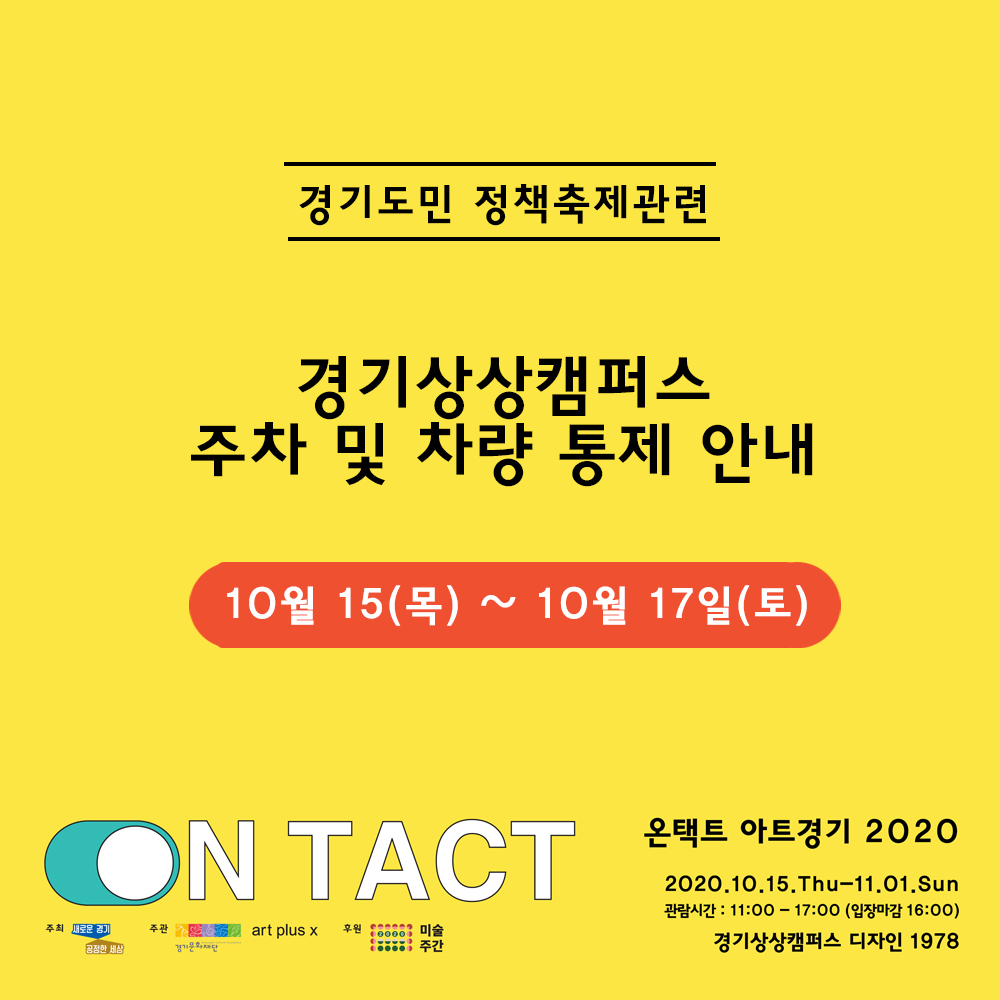 경기도민 정책축제관련
경기상상캠퍼스
주차 및 차량 통제 안내
10월 15(목) ~ 10월 17일(토)
ON TACT
온택트 아트경기 2020
2020.10.15.Thu-11.01.Sun
관람시간 : 11:00 - 17:00 (입장마감 16:00)
경기상상캠퍼스 디자인 1978
주최 새로운 경기
공정한 세상
주관
경기문화재단
art plus x
후원
2020
미술
주간